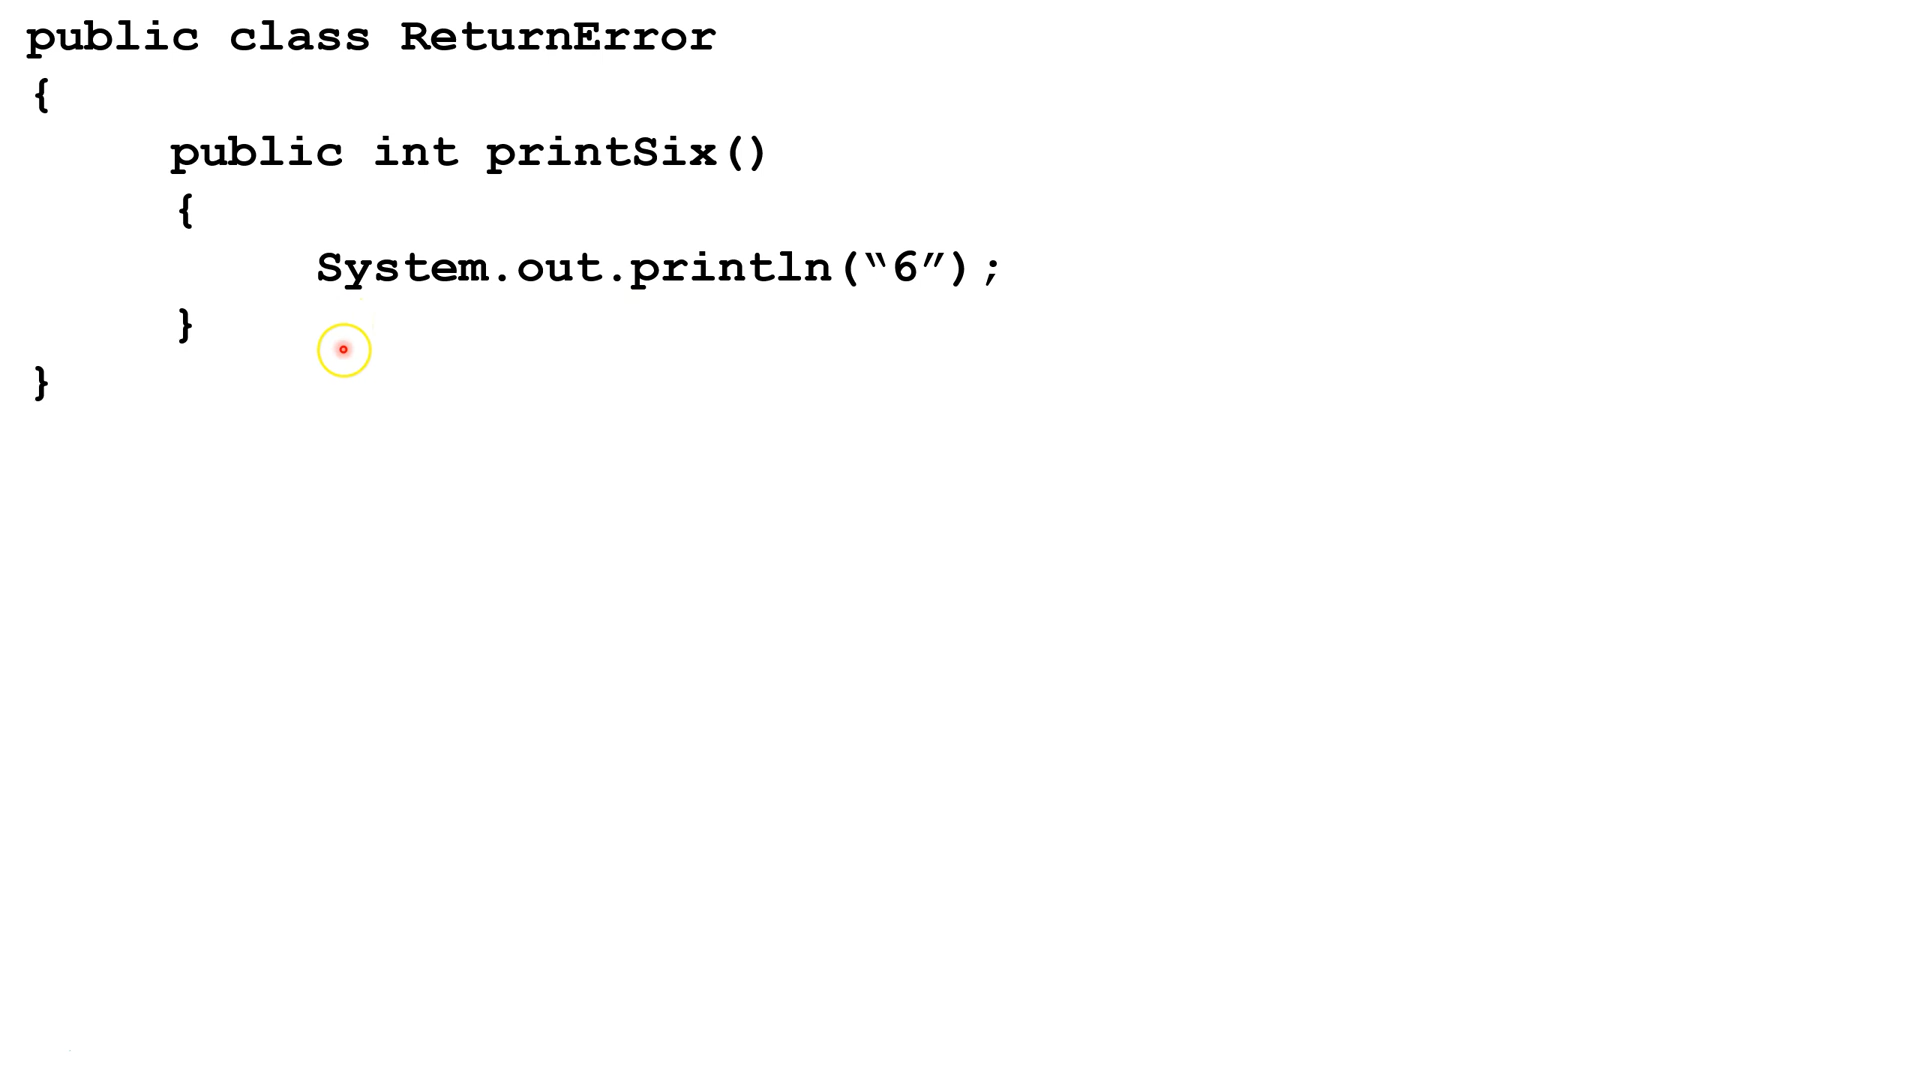 public class ReturnError
{
public int printSix()
{
System.out.println(“6”);
}
}